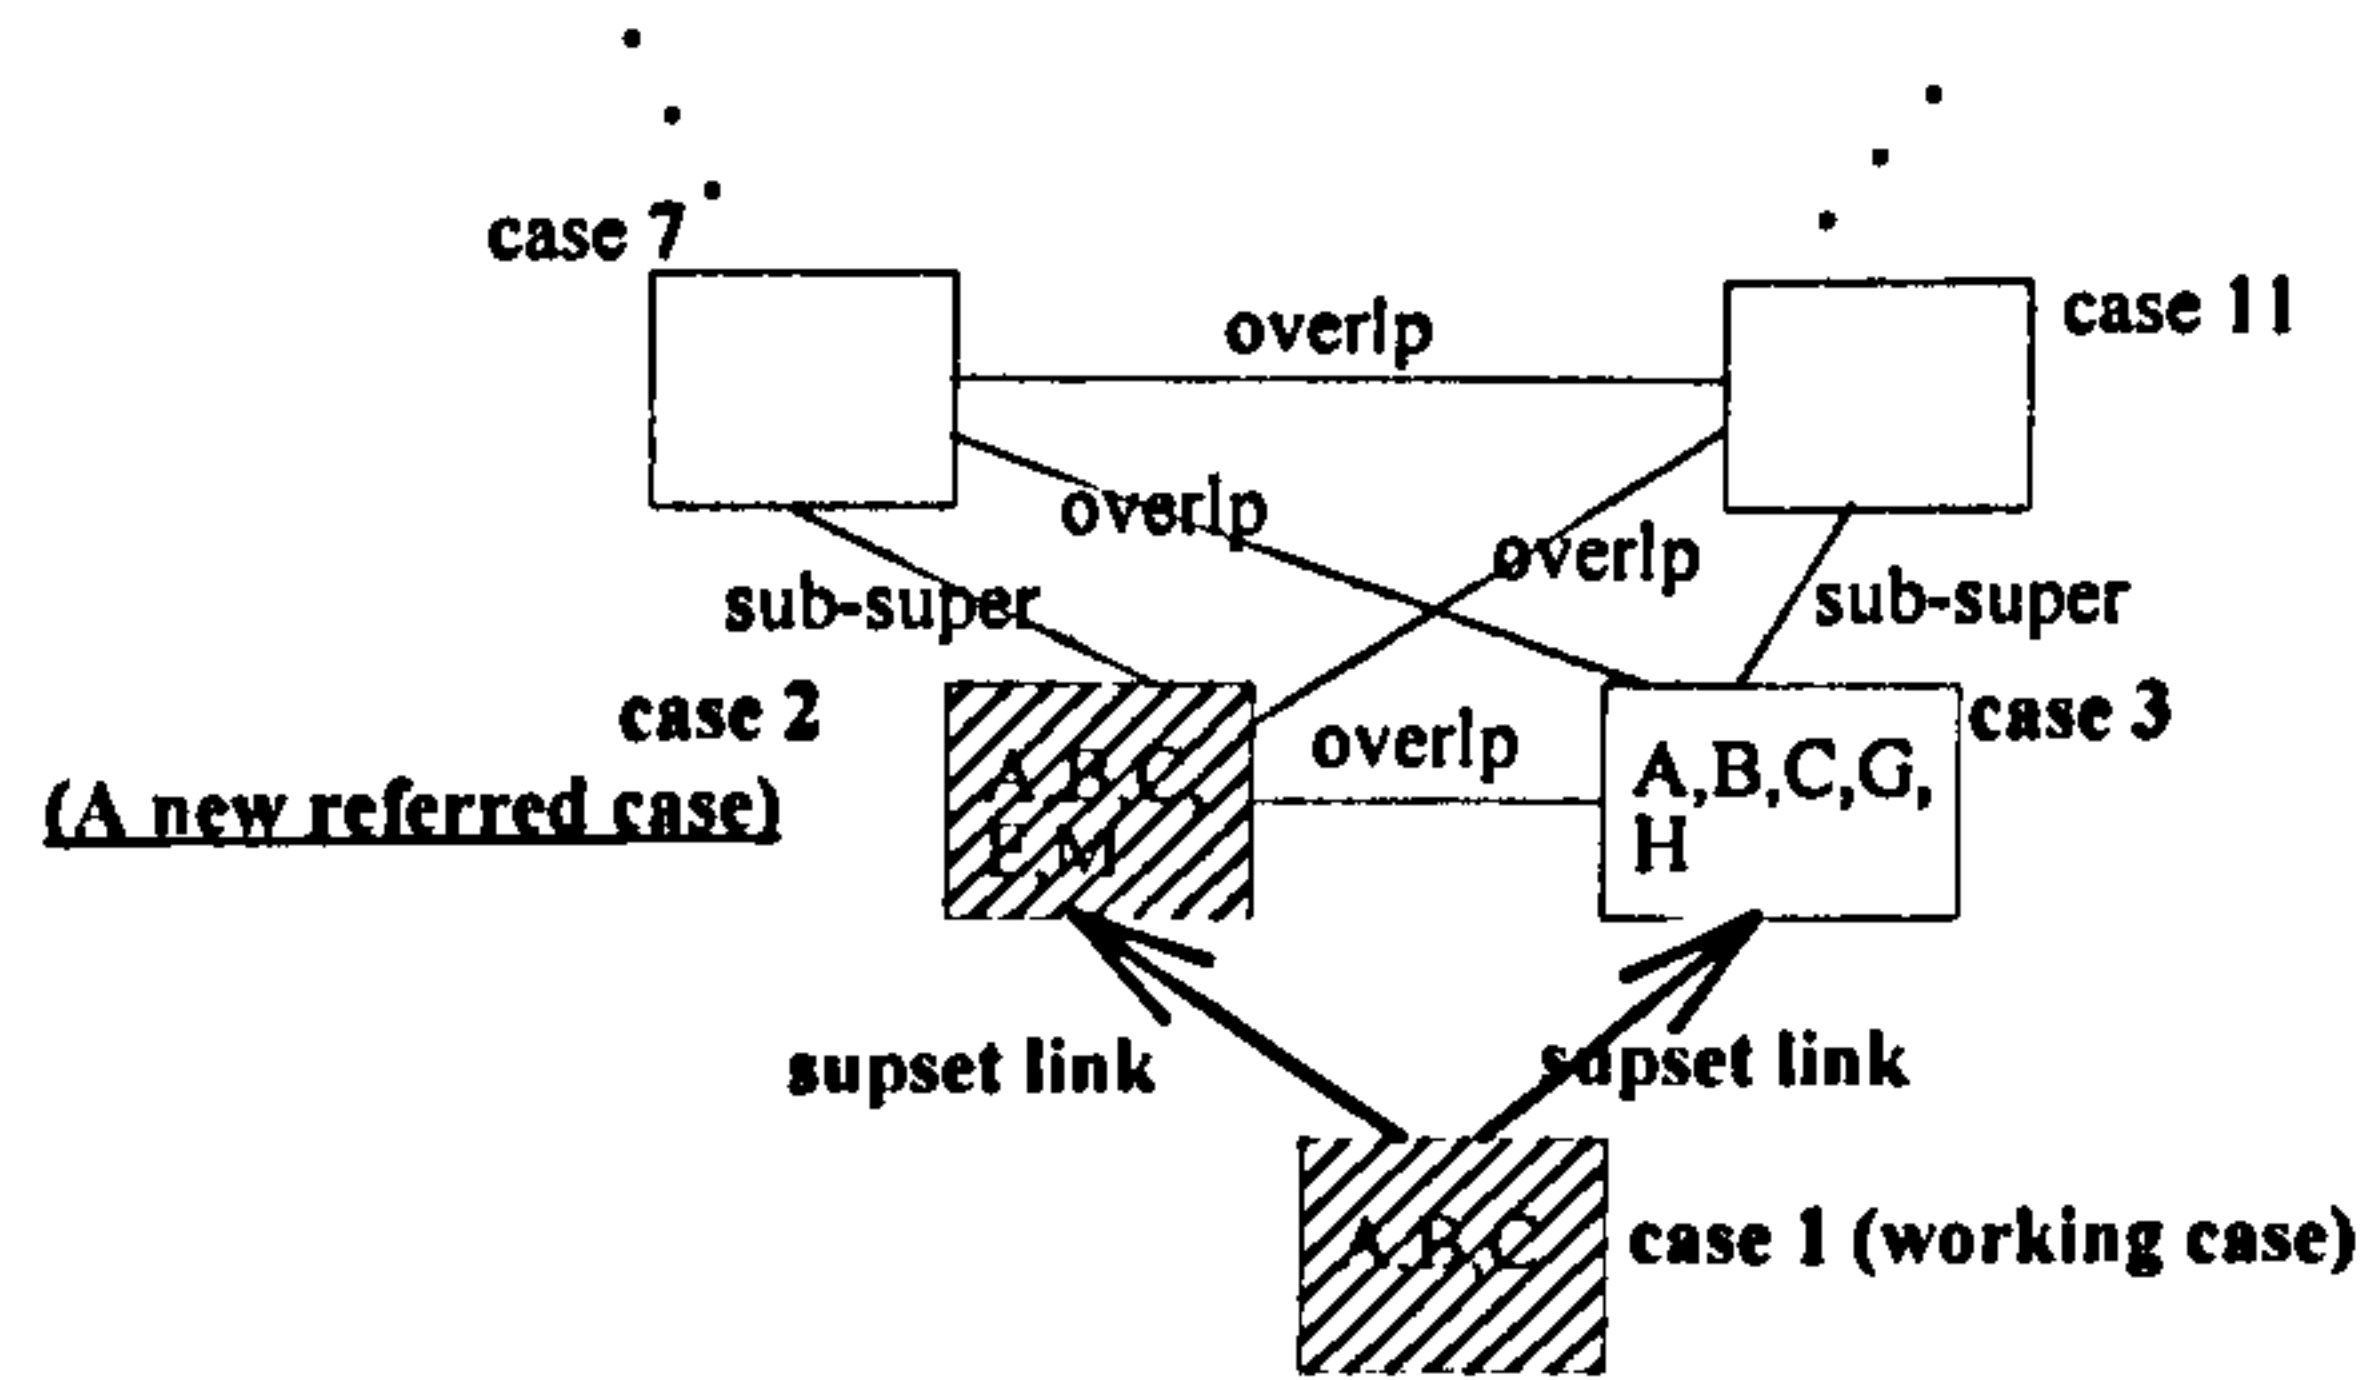 case 7
case 11
overlp
overlp
overlp
sub-super
sub-super
case 2
case 3
(A new referred case)
overlp
A,B,C,
F,M
A,B,C,G,
H
supset link
supset link
A,B,C
case 1 (working case)